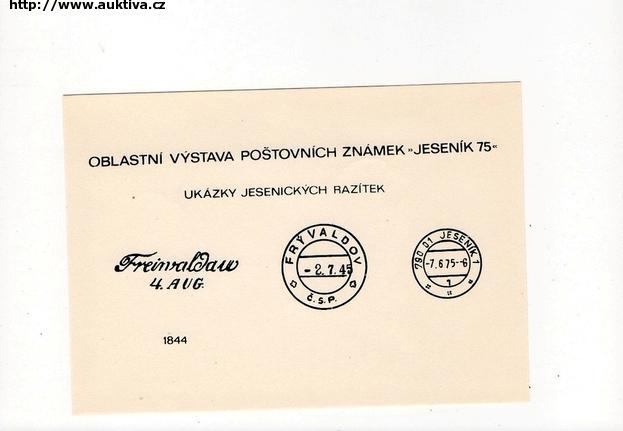 http://www.auktiva.cz
OBLASTNÍ VÝSTAVA POŠTOVNÍCH ZNÁMEK »JESENÍK 75«
UKÁZKY JESENICKÝCH RAZÍTEK
Freiwaldau
4. AUG.
1844
FRÝVALDOV
-2.7.45
Č.S.P.
790 01 JESENÍK 1
-7.6.75--6
1